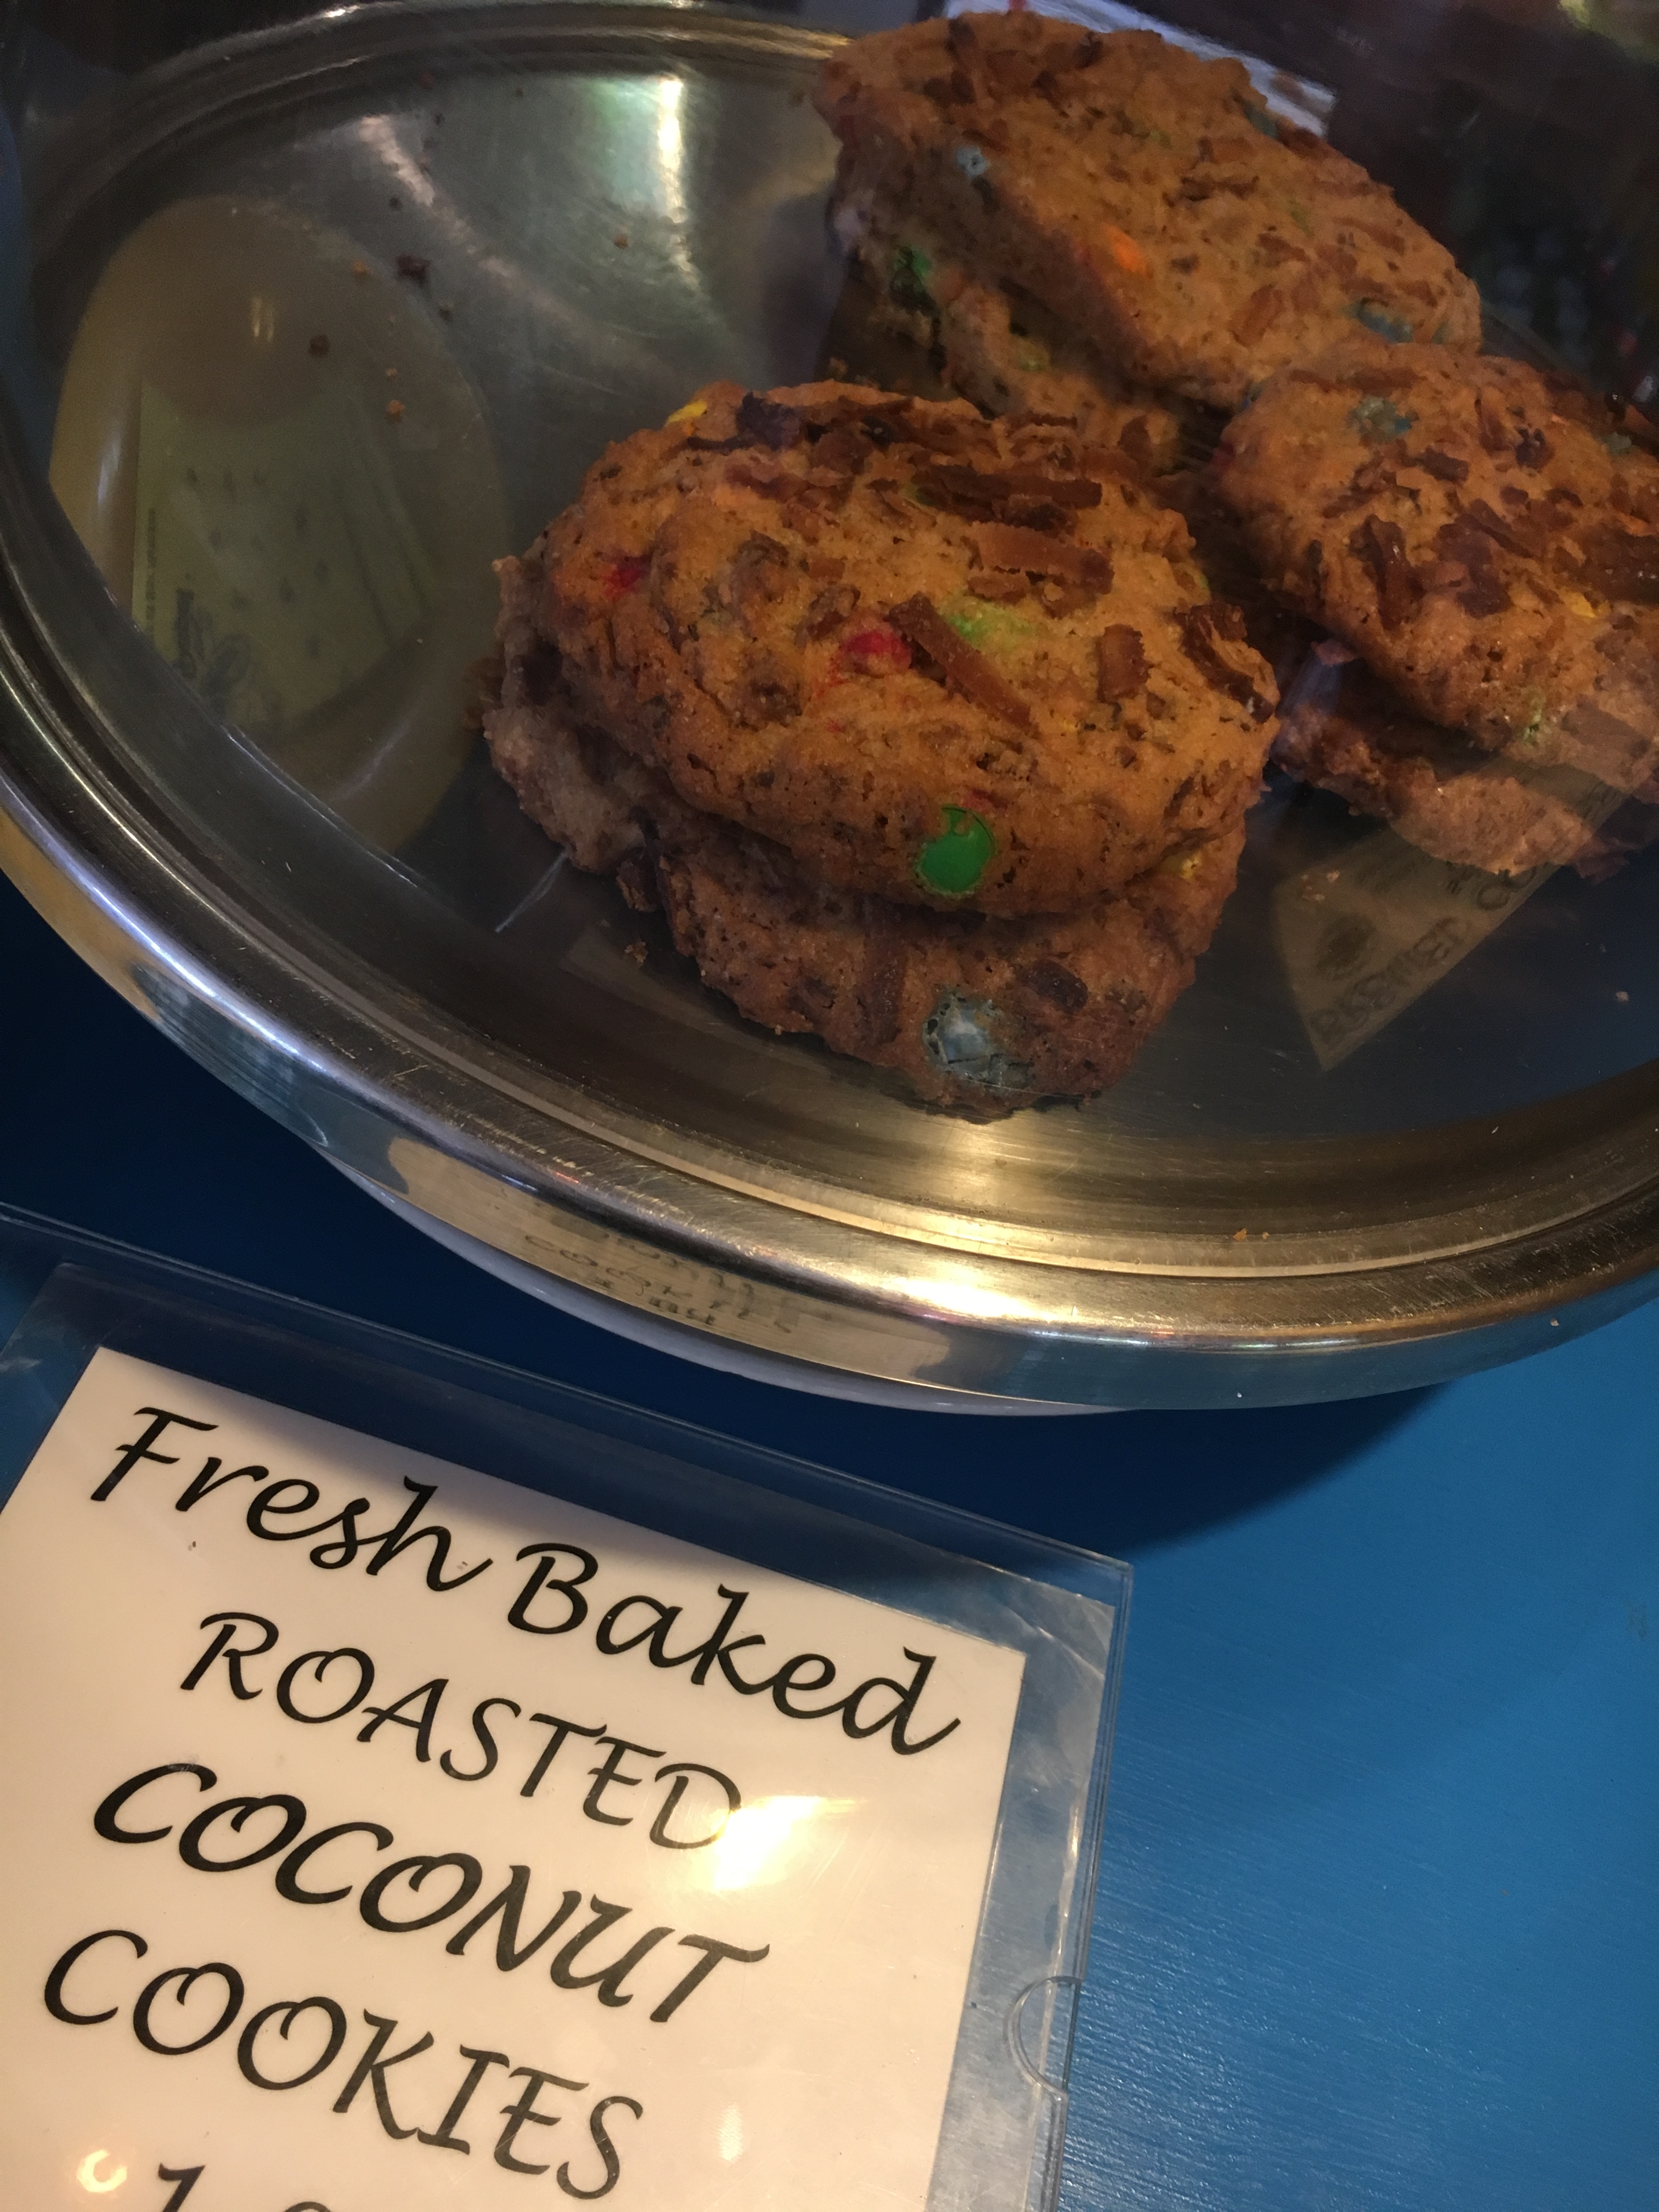 Fresh Baked
ROASTED
COCONUT
COOKIES